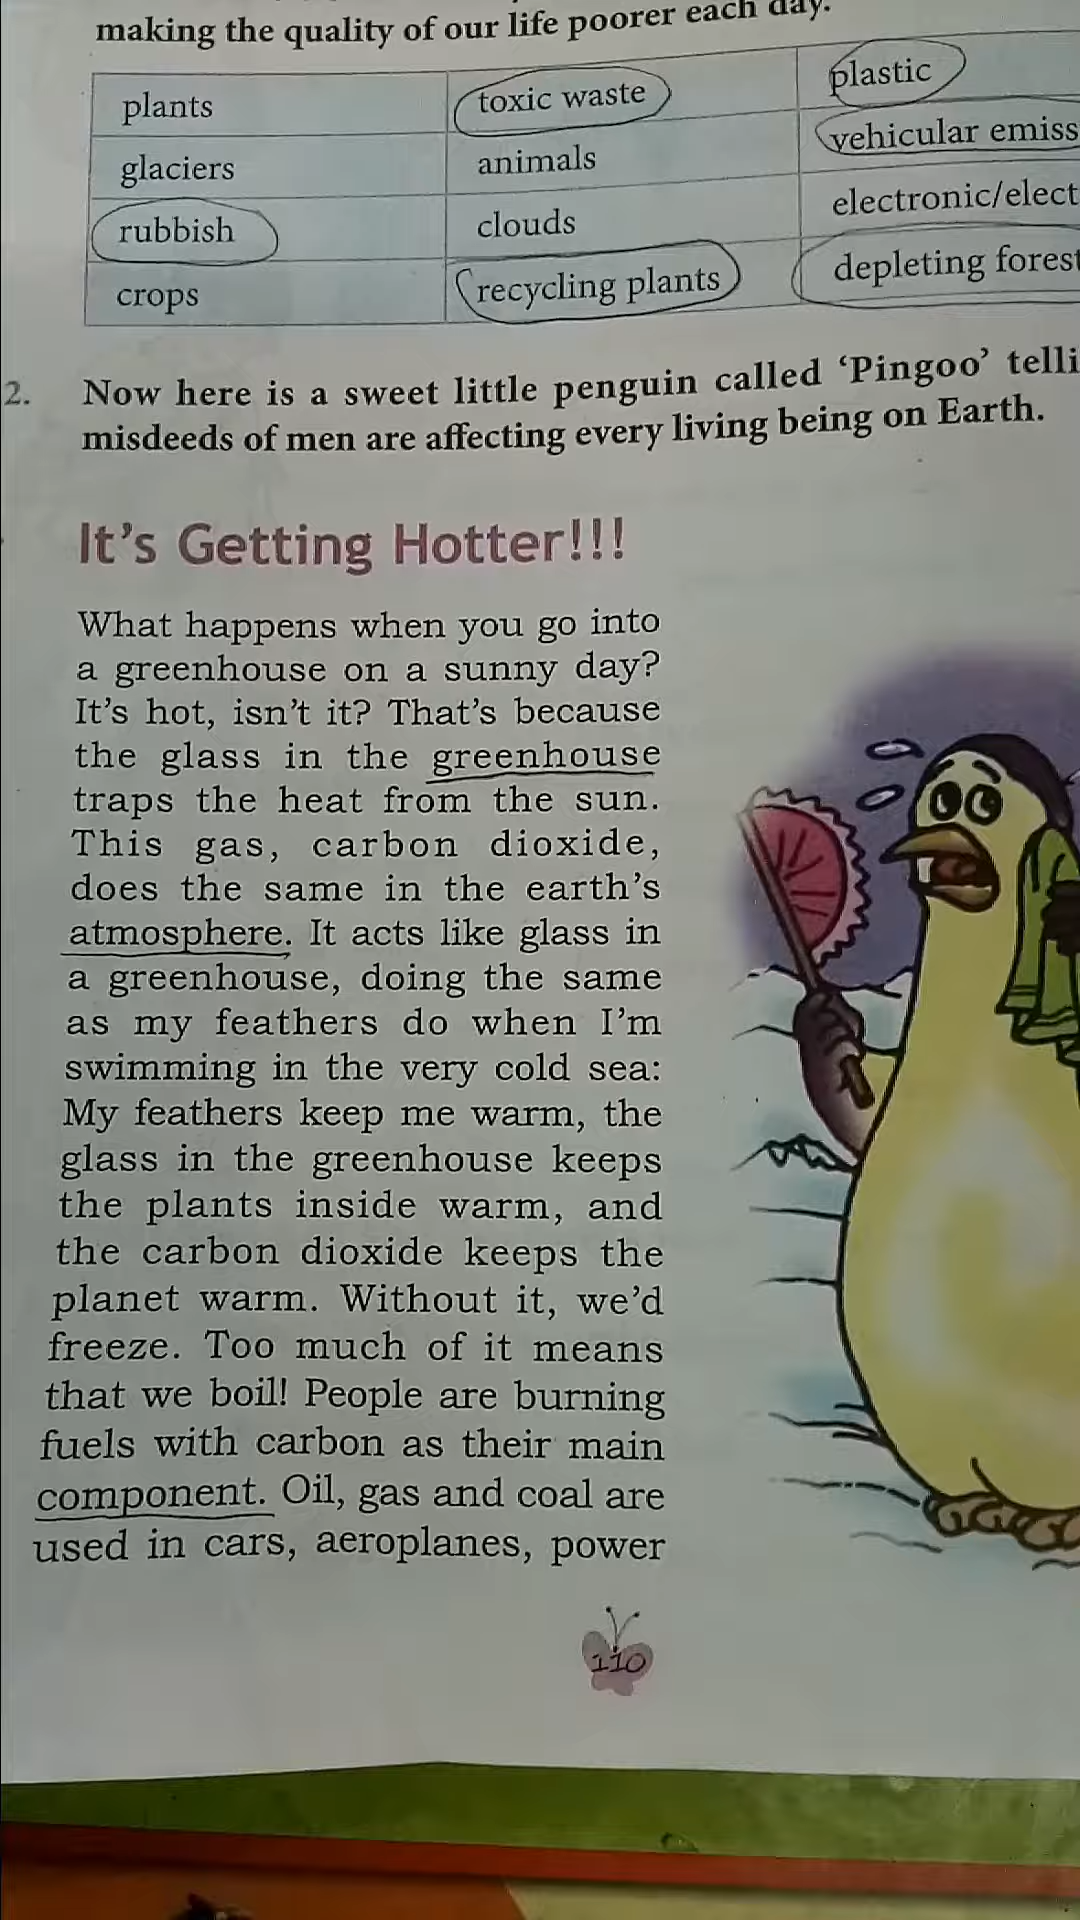 making the quality of our life poorer each day.
plants toxic waste plastic
glaciers animals vehicular emiss
rubbish clouds electronic/elect
crops recycling plants depleting forest
2. Now here is a sweet little penguin called ‘Pingoo’ telli
misdeeds of men are affecting every living being on Earth.
It’s Getting Hotter!!!
What happens when you go into
a greenhouse on a sunny day?
It’s hot, isn’t it? That’s because
the glass in the greenhouse
traps the heat from the sun.
This gas, carbon dioxide,
does the same in the earth’s
atmosphere. It acts like glass in
a greenhouse, doing the same
as my feathers do when I’m
swimming in the very cold sea:
My feathers keep me warm, the
glass in the greenhouse keeps
the plants inside warm, and
the carbon dioxide keeps the
planet warm. Without it, we’d
freeze. Too much of it means
that we boil! People are burning
fuels with carbon as their main
component. Oil, gas and coal are
used in cars, aeroplanes, power
110